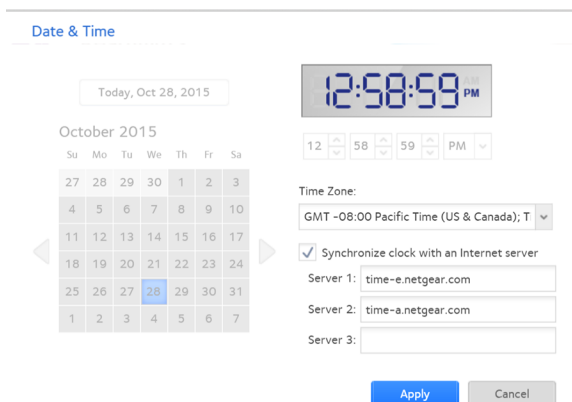 Date & Time
Today, Oct 28, 2015
October 2015
Su Mo Tu We Th Fr Sa
27 28 29 30 1 2 3
4 5 6 7 8 9 10
11 12 13 14 15 16 17
18 19 20 21 22 23 24
25 26 27 28 29 30 31
1 2 3 4 5 6 7
12:58:59 AM PM
12 58 59 PM
Time Zone:
GMT -08:00 Pacific Time (US & Canada); T
Synchronize clock with an Internet server
Server 1: time-e.netgear.com
Server 2: time-a.netgear.com
Server 3:
Apply Cancel